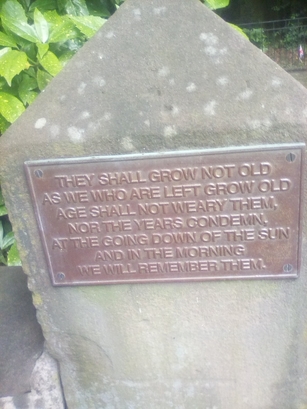 THEY SHALL GROW NOT OLD
AS WE WHO ARE LEFT GROW OLD
AGE SHALL NOT WEARY THEM,
NOR THE YEARS CONDEMN.
AT THE GOING DOWN OF THE SUN
AND IN THE MORNING
WE WILL REMEMBER THEM.